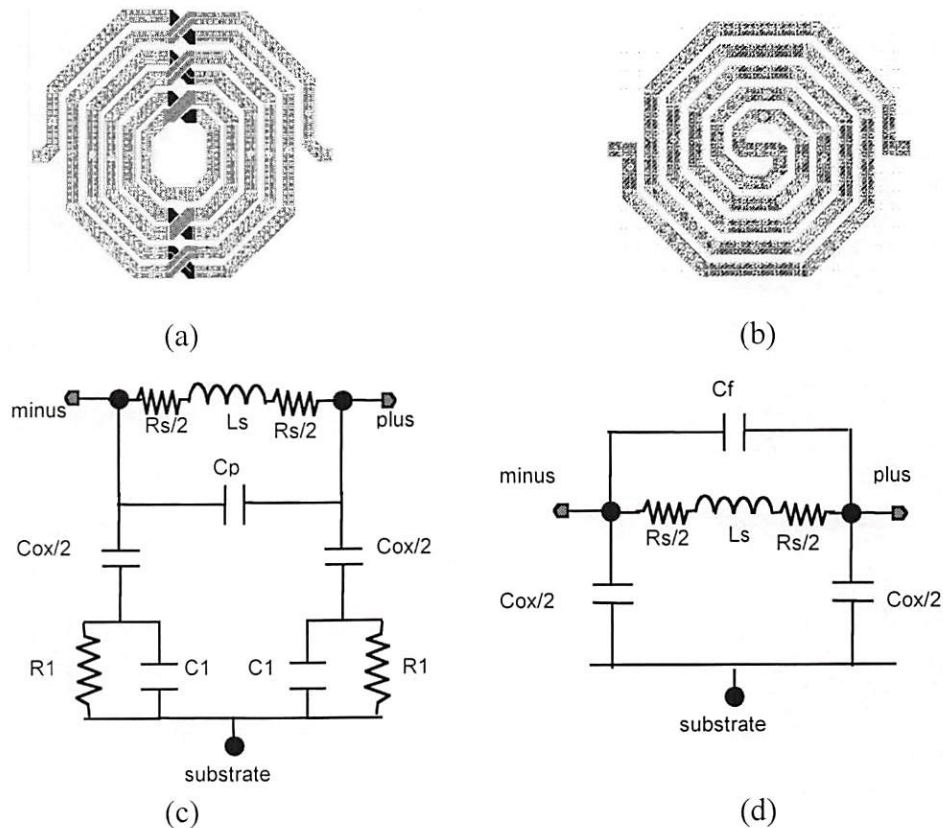 (a)
(b)
minus
Rs/2
Ls
Rs/2
plus
Cp
Cox/2
Cox/2
R1
C1
C1
R1
substrate
(c)
Cf
minus
plus
Rs/2
Ls
Rs/2
Cox/2
Cox/2
substrate
(d)